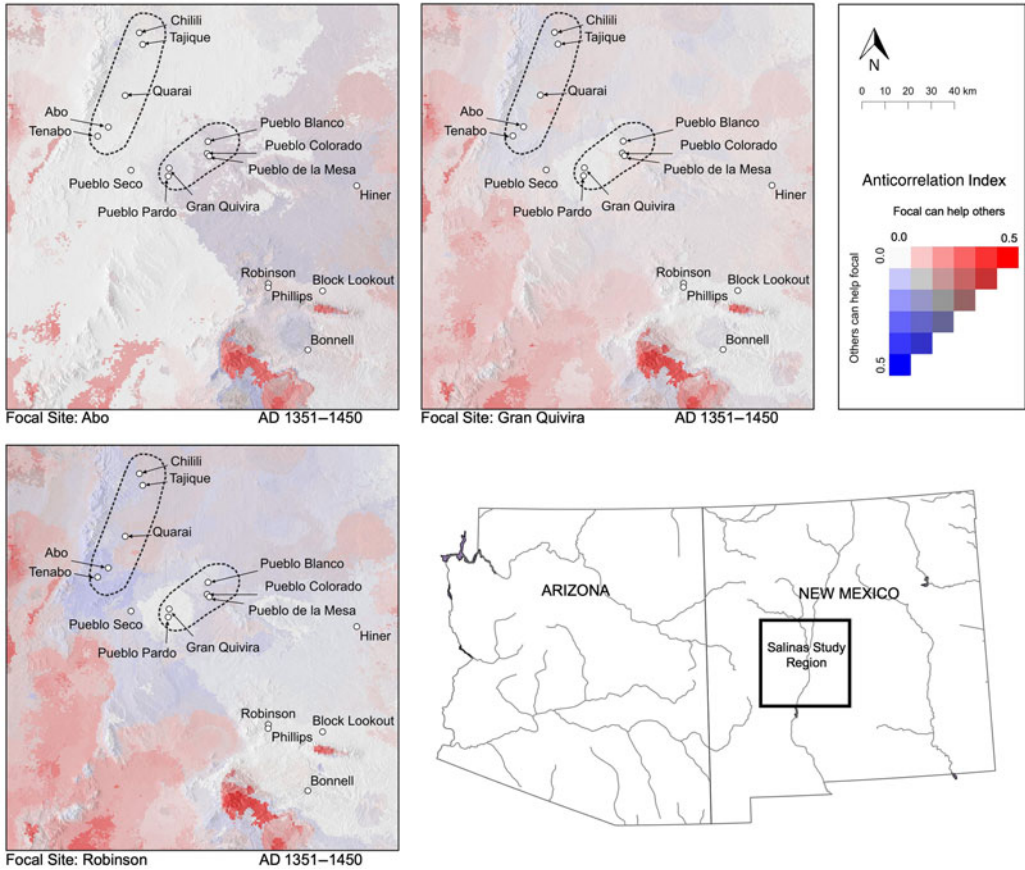 Chilili
Tajique
Quarai
Abo
Tenabo
Pueblo Blanco
Pueblo Colorado
Pueblo de la Mesa
Pueblo Seco
Gran Quivira
Pueblo Pardo
Hiner
Robinson
Phillips
Block Lookout
Bonnell
Focal Site: Abo AD 1351–1450
Chilili
Tajique
Quarai
Abo
Tenabo
Pueblo Blanco
Pueblo Colorado
Pueblo de la Mesa
Pueblo Seco
Gran Quivira
Pueblo Pardo
Hiner
Robinson
Phillips
Block Lookout
Bonnell
Focal Site: Gran Quivira AD 1351–1450
N
0 10 20 30 40 km
Anticorrelation Index
Focal can help others
0.0 0.5
0.0
Others can help focal
0.5
Chilili
Tajique
Quarai
Abo
Tenabo
Pueblo Blanco
Pueblo Colorado
Pueblo de la Mesa
Pueblo Seco
Gran Quivira
Pueblo Pardo
Hiner
Robinson
Phillips
Block Lookout
Bonnell
Focal Site: Robinson AD 1351–1450
ARIZONA
NEW MEXICO
Salinas Study
Region